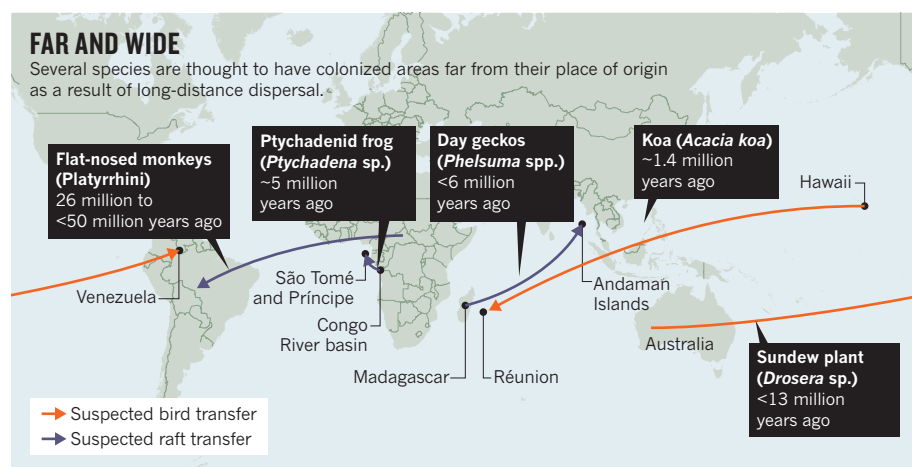 FAR AND WIDE
Several species are thought to have colonized areas far from their place of origin
as a result of long-distance dispersal.
Flat-nosed monkeys
(Platyrrhini)
26 million to
<50 million years ago
Ptychadenid frog
(Ptychadena sp.)
~5 million
years ago
Day geckos
(Phelsuma spp.)
<6 million
years ago
Koa (Acacia koa)
~1.4 million
years ago
Hawaii
Venezuela
São Tomé
and Príncipe
Congo
River basin
Madagascar
Réunion
Andaman
Islands
Australia
Sundew plant
(Drosera sp.)
<13 million
years ago
Suspected bird transfer
Suspected raft transfer